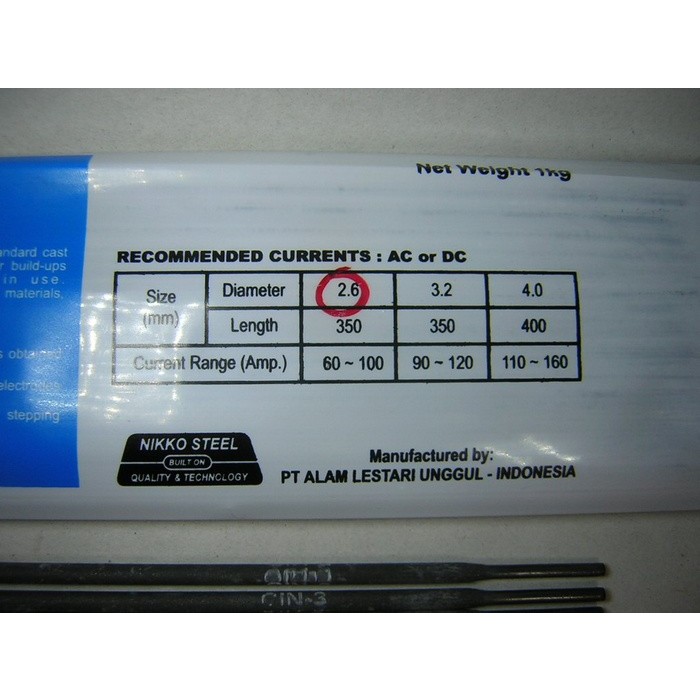 Net Weight 1kg
andard cast
r build-ups
in use.
materials.
s obtained
electrodes
stepping
RECOMMENDED CURRENTS : AC or DC
Size (mm) Diameter 2.6 3.2 4.0
Length 350 350 400
Current Range (Amp.) 60 ~ 100 90 ~ 120 110 ~ 160
NIKKO STEEL
BUILT ON
QUALITY & TECHNOLOGY
Manufactured by:
PT ALAM LESTARI UNGGUL - INDONESIA
CIN-3